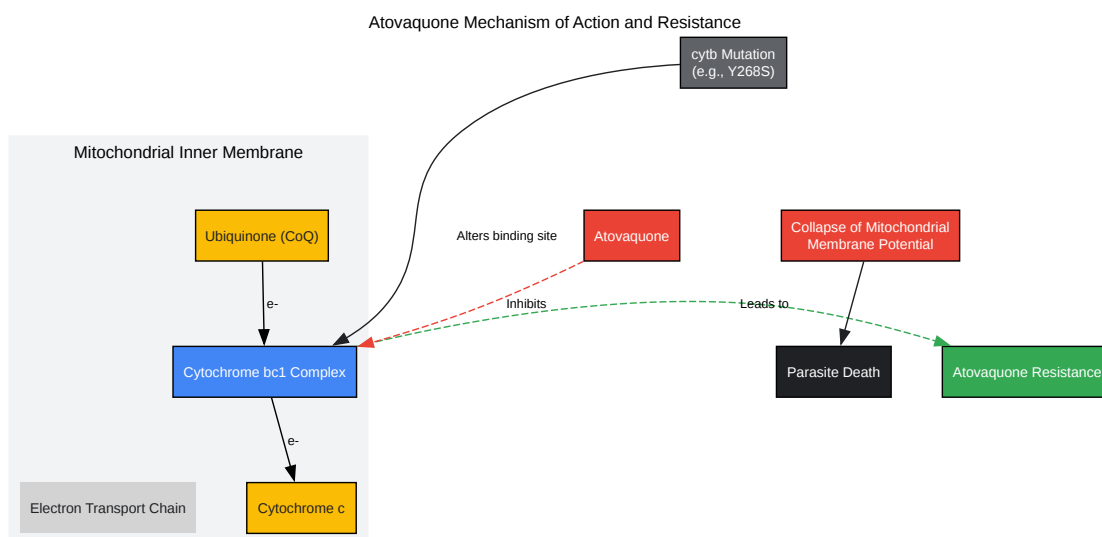 Atovaquone Mechanism of Action and Resistance
cytb Mutation
(e.g., Y268S)
Mitochondrial Inner Membrane
Ubiquinone (CoQ)
Alters binding site
Atovaquone
Collapse of Mitochondrial
Membrane Potential
e-
Inhibits
Leads to
Cytochrome bc1 Complex
Parasite Death
Atovaquone Resistance
e-
Electron Transport Chain
Cytochrome c